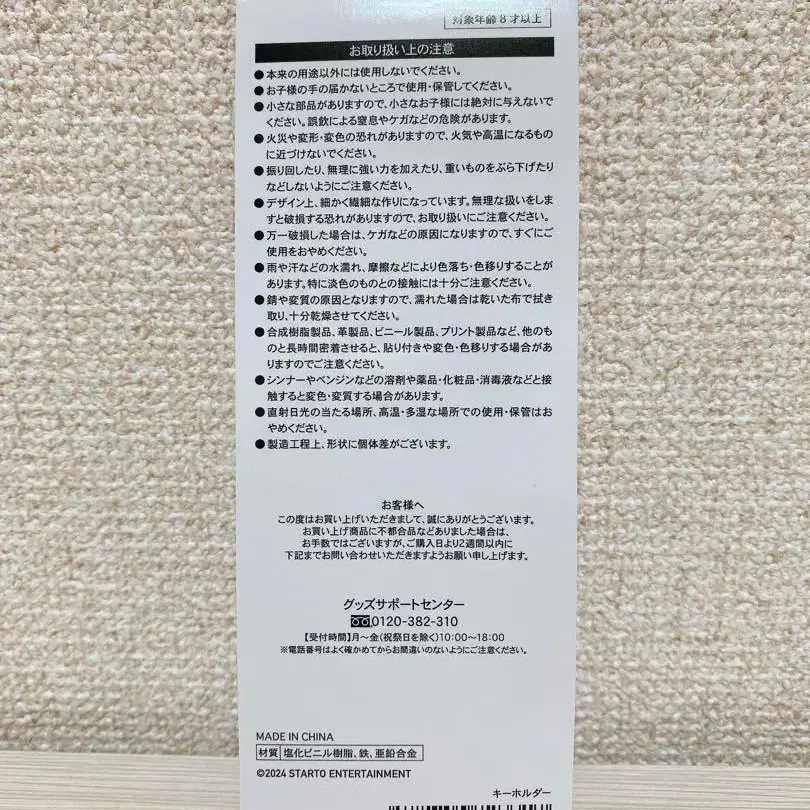 対象年齢8才以上
お取り扱い上の注意
●本来の用途以外には使用しないでください。
●お子様の手の届かないところで使用・保管してください。
●小さな部品がありますので、小さなお子様には絶対に与えないで
ください。誤飲による窒息やケガなどの危険があります。
●火災や変形・変色の恐れがありますので、火気や高温になるもの
に近づけないでください。
●振り回したり、無理に強い力を加えたり、重いものをぶら下げたり
などしないようにご注意ください。
●デザイン上、細かく繊細な作りになっています。無理な扱いをしま
すと破損する恐れがありますので、お取り扱いにご注意ください。
●万一破損した場合は、ケガなどの原因になりますので、すぐにご
使用をおやめください。
●雨や汗などの水濡れ、摩擦などにより色落ち・色移りすることが
あります。特に淡色のものとの接触には十分ご注意ください。
●錆や変質の原因となりますので、濡れた場合は乾いた布で拭き
取り、十分乾燥させてください。
●合成樹脂製品、革製品、ビニール製品、プリント製品など、他のも
のと長時間密着させると、貼り付きや変色・色移りする場合があ
りますのでご注意ください。
●シンナーやベンジンなどの溶剤や薬品・化粧品・消毒液などと接
触すると変色・変質する場合があります。
●直射日光の当たる場所、高温・多湿な場所での使用・保管はお
やめください。
●製造工程上、形状に個体差がございます。
お客様へ
この度はお買い上げいただきまして、誠にありがとうございます。
お買い上げ商品に不都合品などありました場合は、
お手数ではございますが、ご購入日より2週間以内に
下記までお問い合わせいただきますようお願い申し上げます。
グッズサポートセンター
0120-382-310
【受付時間】月〜金(祝祭日を除く)10:00〜18:00
※電話番号はよく確かめてからお間違いのないようにご注意ください。
MADE IN CHINA
材質 塩化ビニル樹脂、鉄、亜鉛合金
©2024 STARTO ENTERTAINMENT
キーホルダー